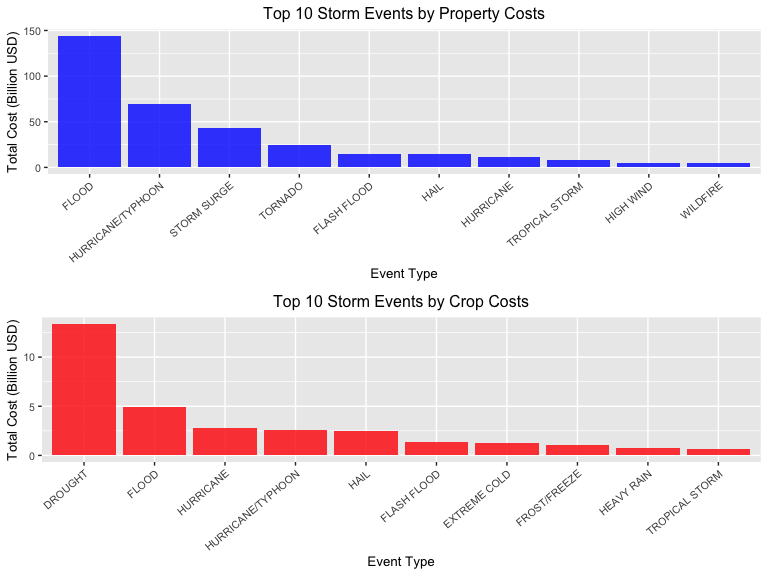 Top 10 Storm Events by Property Costs
Total Cost (Billion USD)
150
100
50
0
FLOOD
HURRICANE/TYPHOON
STORM SURGE
TORNADO
FLASH FLOOD
HAIL
HURRICANE
TROPICAL STORM
HIGH WIND
WILDFIRE
Event Type
Top 10 Storm Events by Crop Costs
Total Cost (Billion USD)
10
5
0
DROUGHT
FLOOD
HURRICANE
HURRICANE/TYPHOON
HAIL
FLASH FLOOD
EXTREME COLD
FROST/FREEZE
HEAVY RAIN
TROPICAL STORM
Event Type